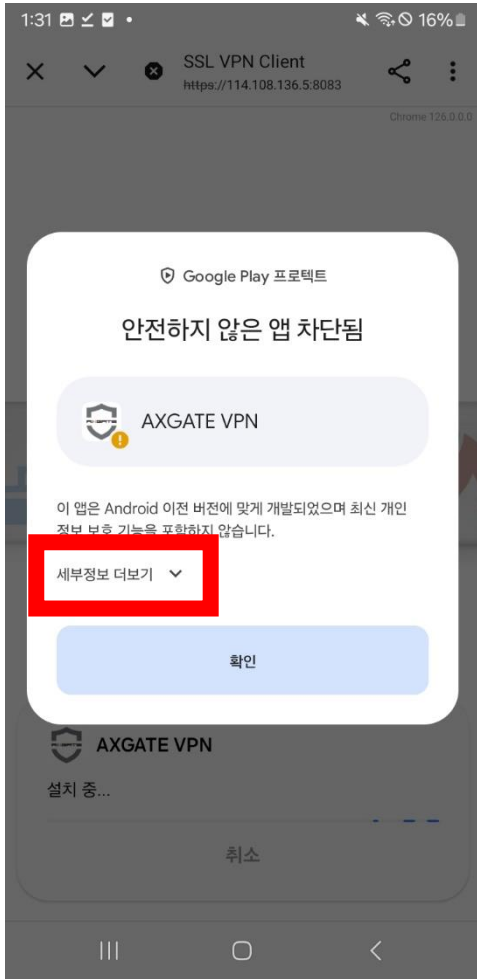 1:31 16%
SSL VPN Client
https://114.108.136.5:8083
Chrome 126.0.0.0
Google Play 프로텍트
안전하지 않은 앱 차단됨
AXGATE VPN
이 앱은 Android 이전 버전에 맞게 개발되었으며 최신 개인
정보 보호 기능을 포함하지 않습니다.
세부정보 더보기
확인
AXGATE VPN
설치 중...
취소